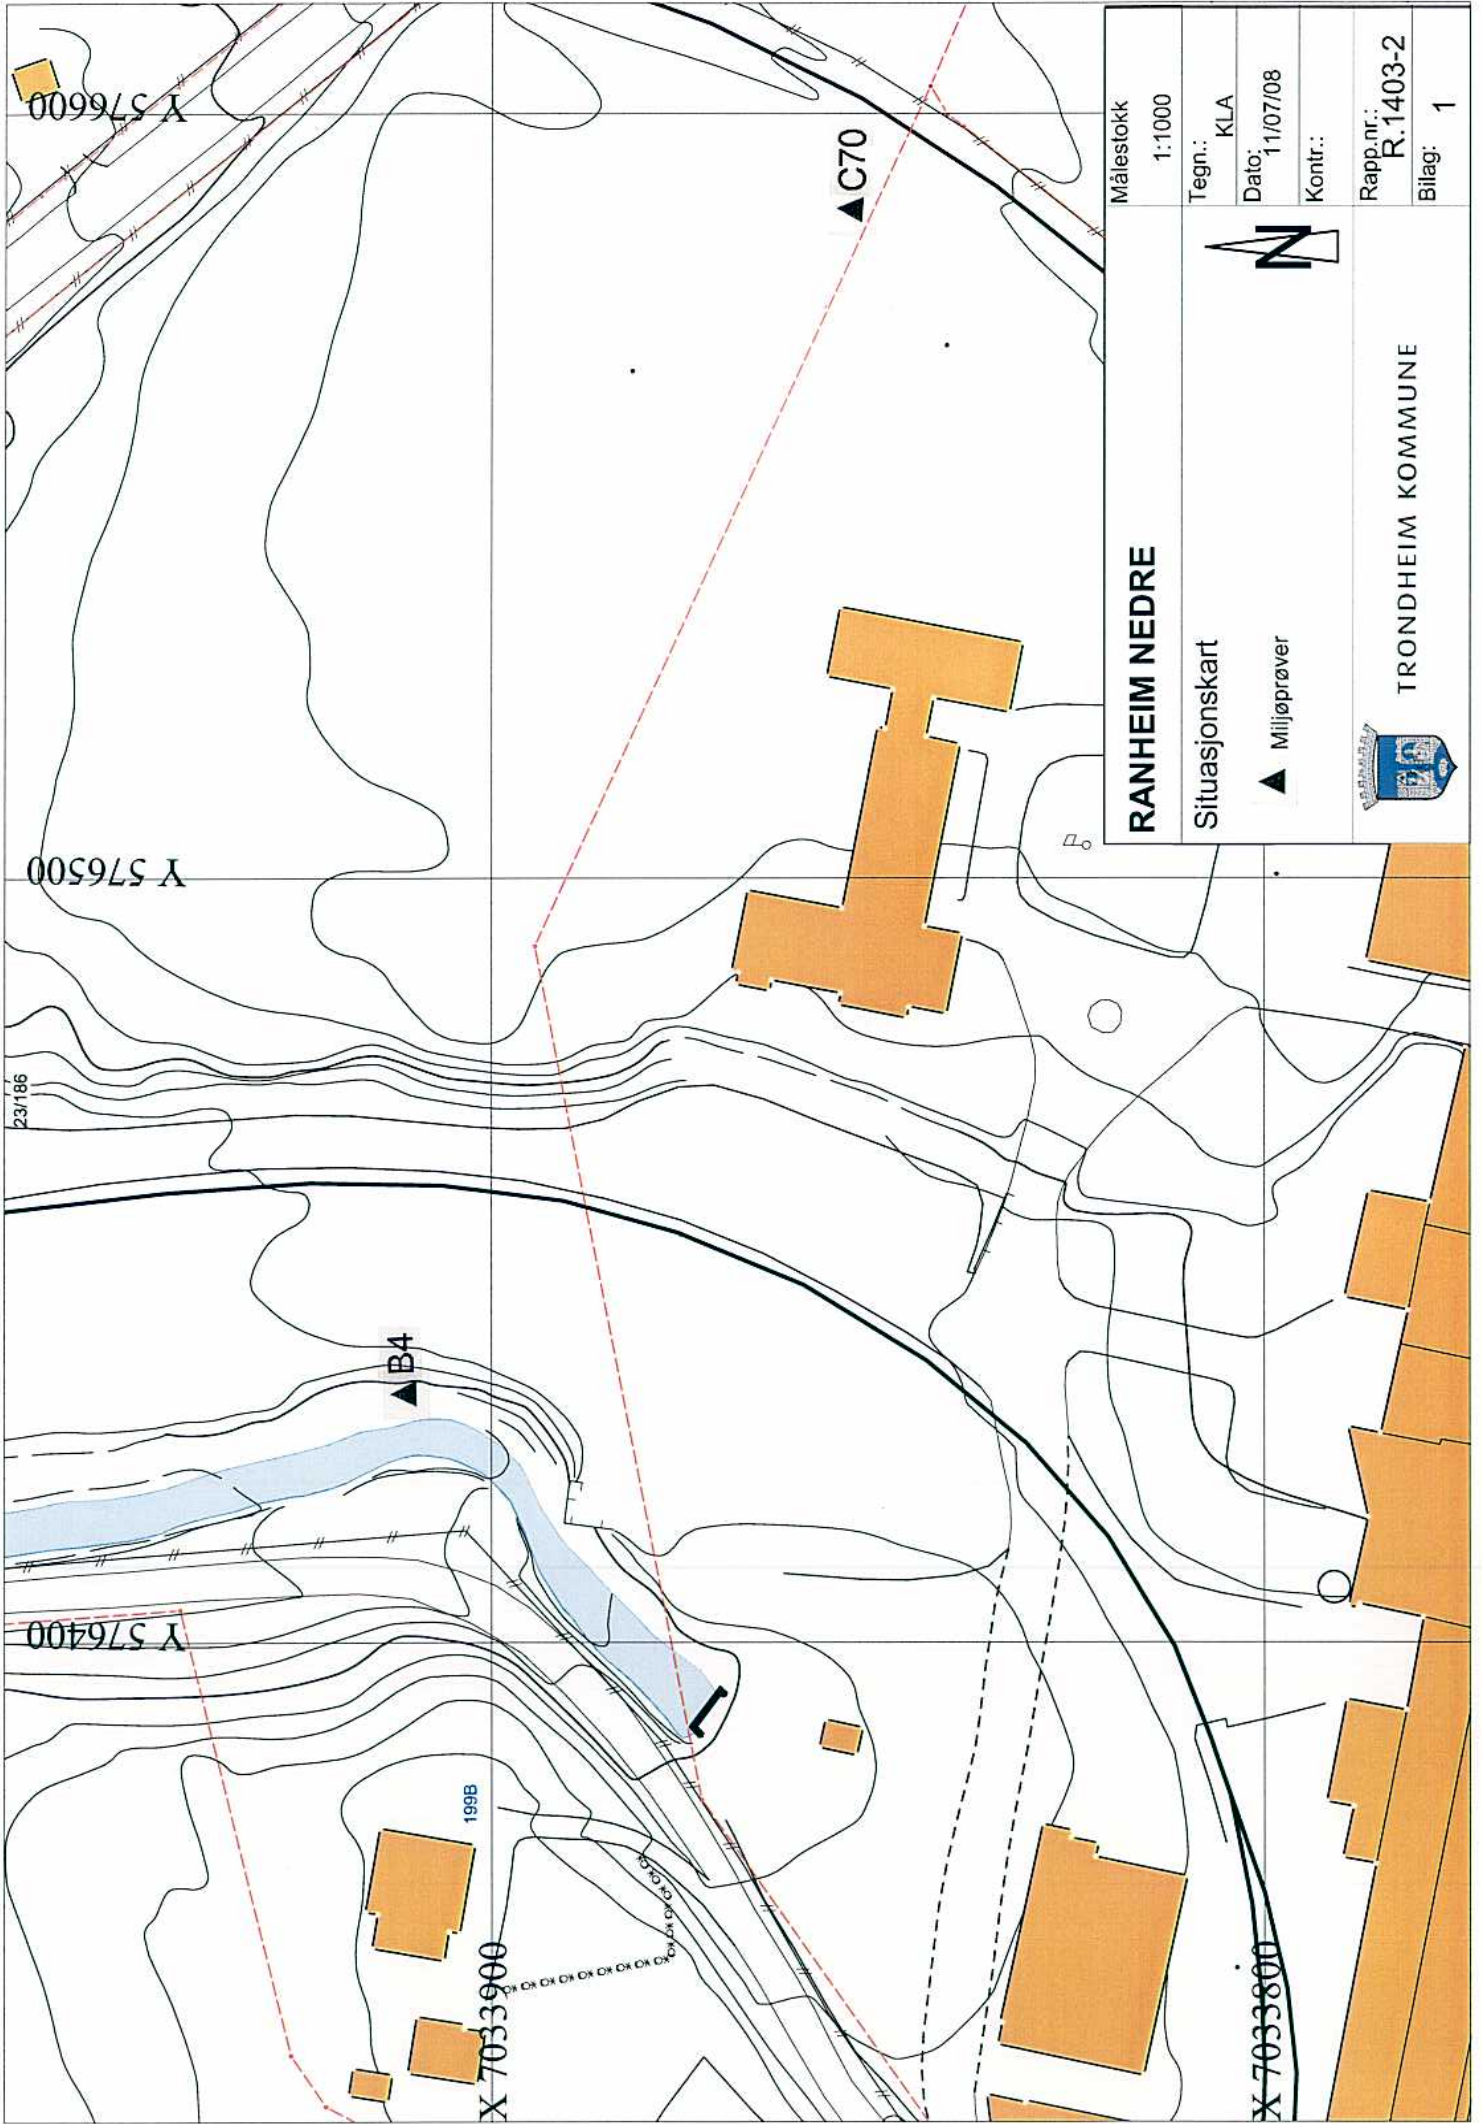 Y 576600
C70
Y 576500
23/186
B4
Y 576400
199B
X 7033900
X 7033800
RANHEIM NEDRE
Situasjonskart
▲ Miljøprøver
N
TRONDHEIM KOMMUNE
Målestokk
1:1000
Tegn.: KLA
Dato: 11/07/08
Kontr.:
Rapp.nr.: R.1403-2
Bilag: 1